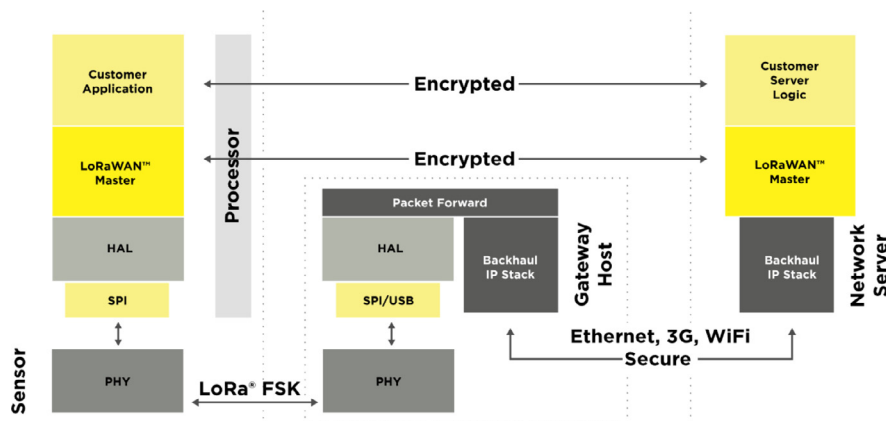 Customer
Application
LoRaWAN™
Master
HAL
SPI
PHY
Sensor
Processor
Encrypted
Encrypted
LoRa® FSK
Packet Forward
HAL
SPI/USB
PHY
Backhaul
IP Stack
Gateway
Host
Ethernet, 3G, WiFi
Secure
Customer
Server
Logic
LoRaWAN™
Master
Backhaul
IP Stack
Network
Server